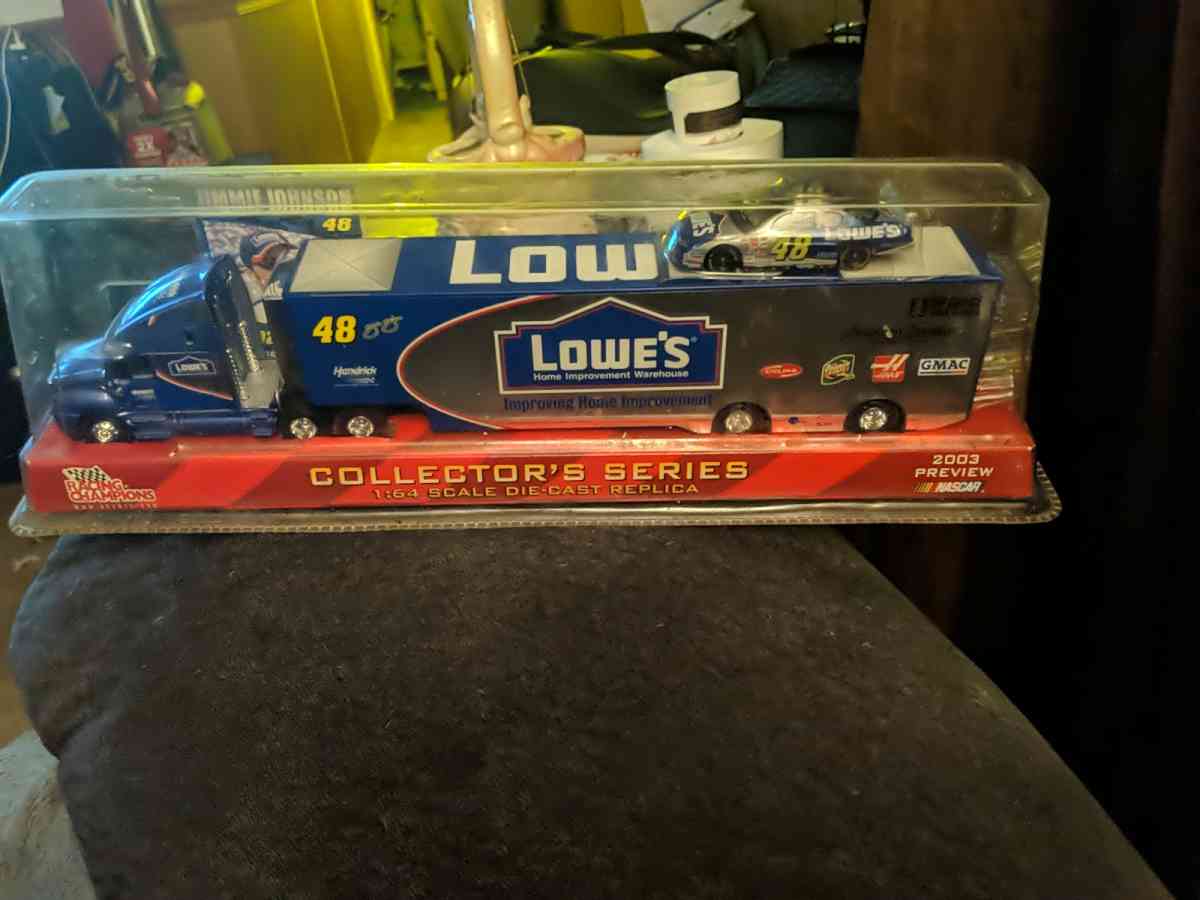 JIMMIE JOHNSON
48
LOW
48
LOWE'S
48
LOWE'S
LOWE'S
Home Improvement Warehouse
Improving Home Improvement
Hendrick
GMAC
RACING
CHAMPIONS
COLLECTOR'S SERIES
1:64 SCALE DIE-CAST REPLICA
2003
PREVIEW
NASCAR